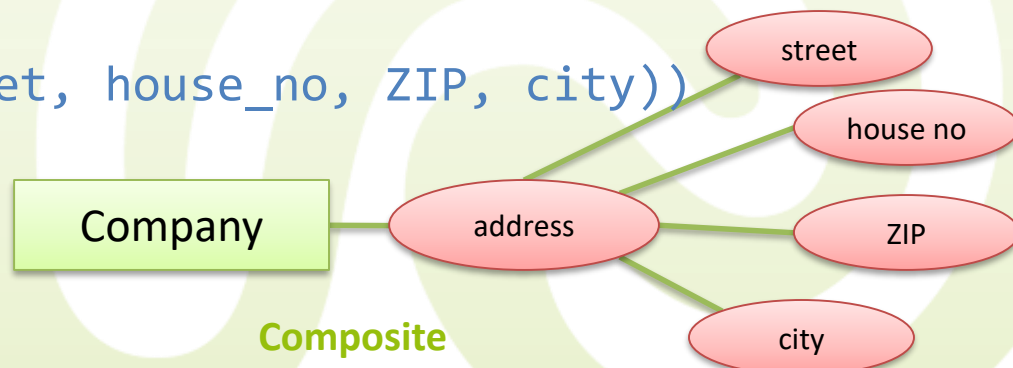 street
et, house_no, ZIP, city))
house no
Company
address
ZIP
Composite
city